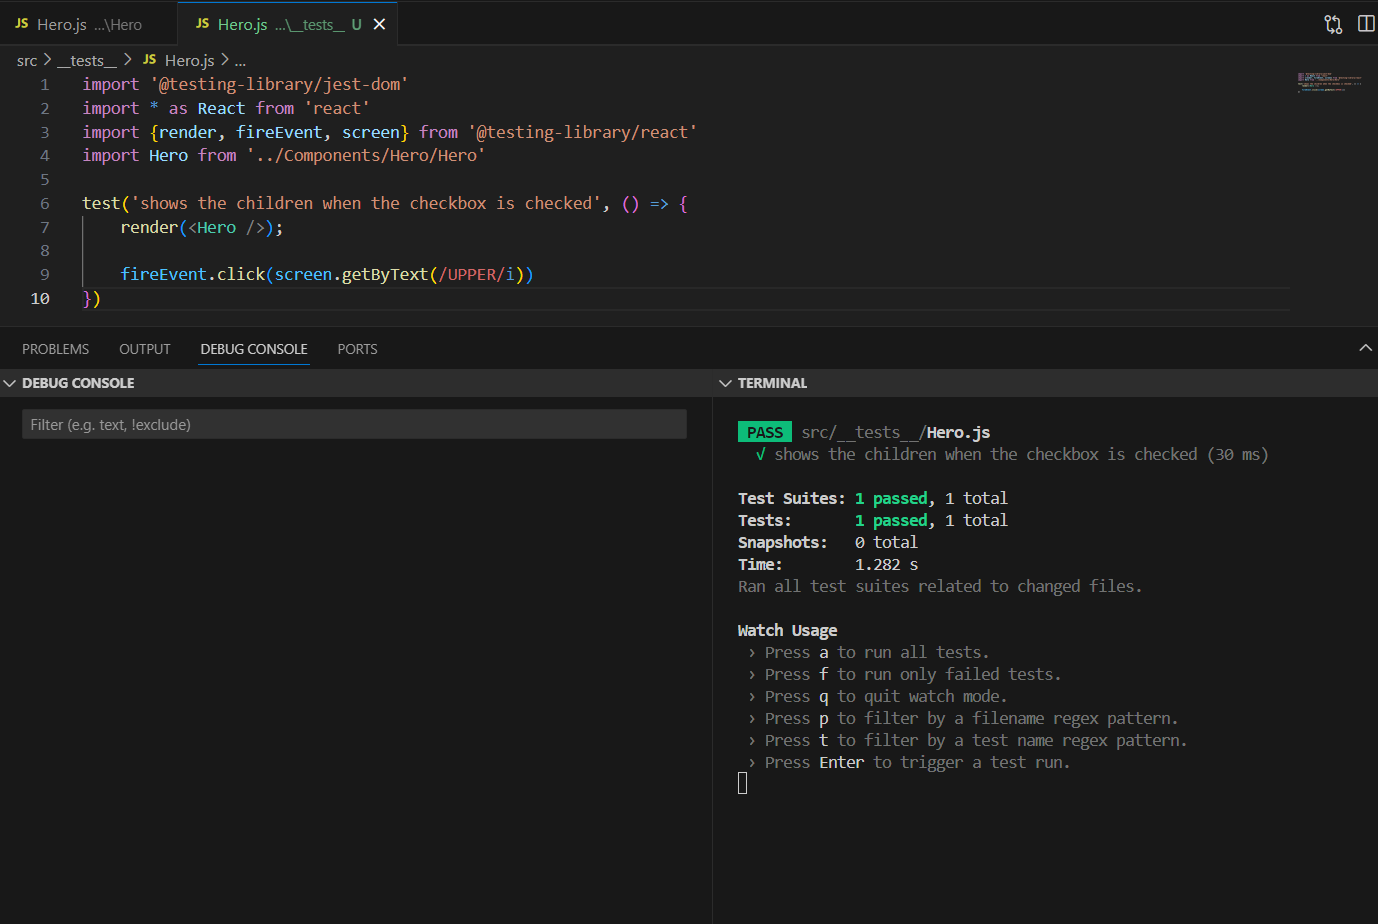 JS Hero.js ...\Hero
JS Hero.js ...\__tests__ U
src > __tests__ > JS Hero.js > ...
1 import '@testing-library/jest-dom'
2 import * as React from 'react'
3 import {render, fireEvent, screen} from '@testing-library/react'
4 import Hero from '../Components/Hero/Hero'
5
6 test('shows the children when the checkbox is checked', () => {
7 render(<Hero />);
8
9 fireEvent.click(screen.getByText(/UPPER/i))
10 })
PROBLEMS OUTPUT DEBUG CONSOLE PORTS
DEBUG CONSOLE
Filter (e.g. text, !exclude)
TERMINAL
PASS src/__tests__/Hero.js
√ shows the children when the checkbox is checked (30 ms)
Test Suites: 1 passed, 1 total
Tests: 1 passed, 1 total
Snapshots: 0 total
Time: 1.282 s
Ran all test suites related to changed files.
Watch Usage
› Press a to run all tests.
› Press f to run only failed tests.
› Press q to quit watch mode.
› Press p to filter by a filename regex pattern.
› Press t to filter by a test name regex pattern.
› Press Enter to trigger a test run.